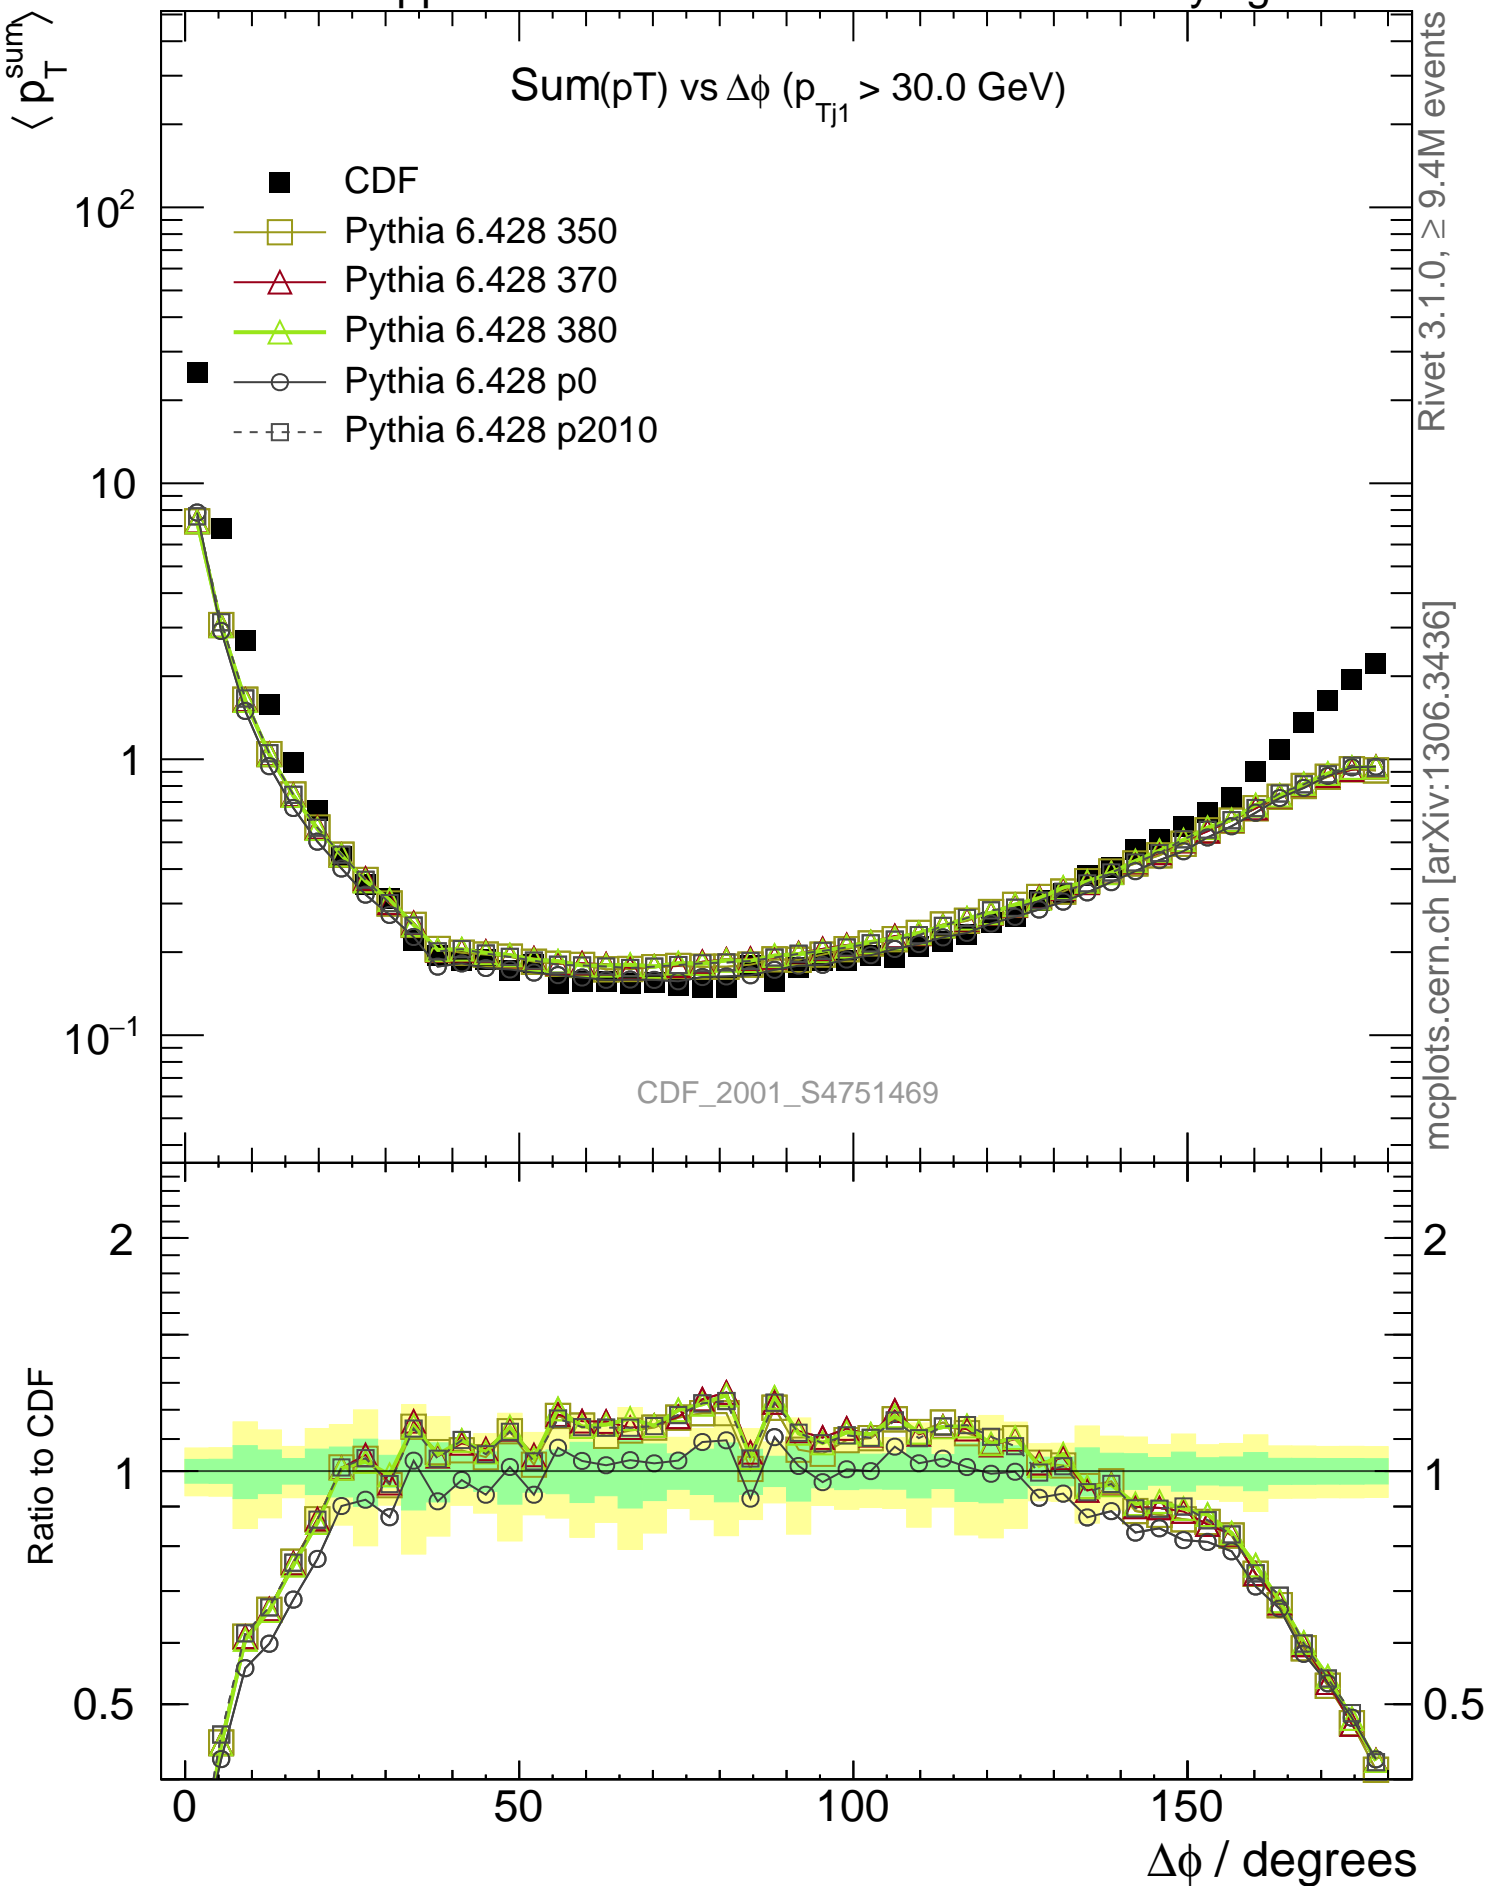 ⟨ p_T^sum ⟩
Sum(pT) vs Δϕ (p_Tj1 > 30.0 GeV)
CDF
Pythia 6.428 350
Pythia 6.428 370
Pythia 6.428 380
Pythia 6.428 p0
Pythia 6.428 p2010
10²
10
1
10⁻¹
CDF_2001_S4751469
Rivet 3.1.0, ≥ 9.4M events
mcplots.cern.ch [arXiv:1306.3436]
Ratio to CDF
2
1
0.5
2
1
0.5
0 50 100 150
Δϕ / degrees